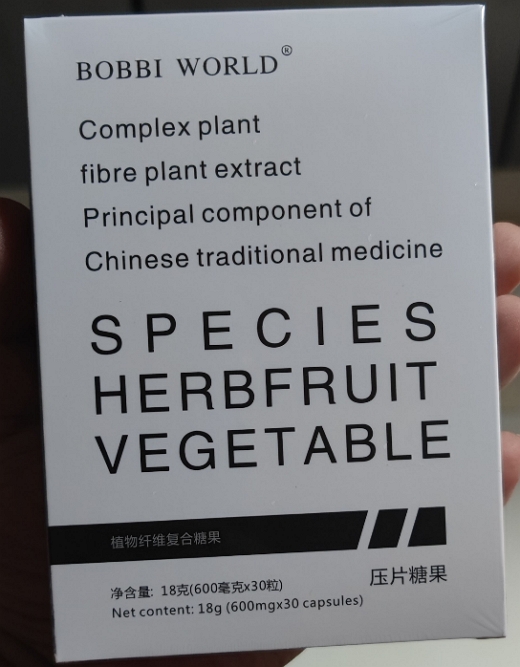 BOBBI WORLD®
Complex plant
fibre plant extract
Principal component of
Chinese traditional medicine
SPECIES
HERBFRUIT
VEGETABLE
植物纤维复合糖果
压片糖果
净含量: 18克(600毫克x30粒)
Net content: 18g (600mgx30 capsules)